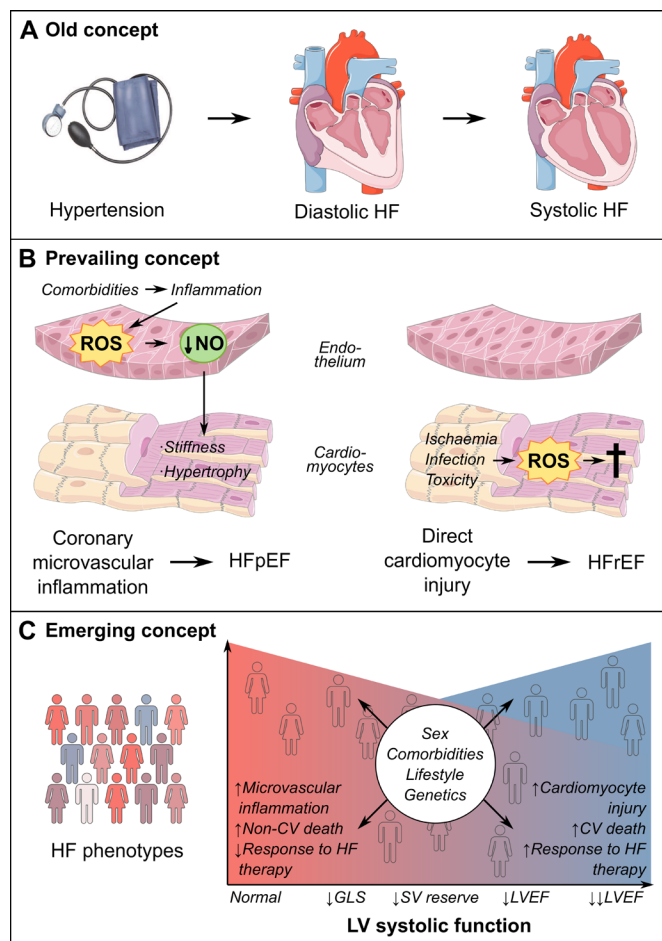 A Old concept
Hypertension
Diastolic HF
Systolic HF
B Prevailing concept
Comorbidities
Inflammation
ROS
↓NO
Endo-
thelium
·Stiffness
·Hypertrophy
Cardio-
myocytes
Ischaemia
Infection
Toxicity
ROS
Coronary
microvascular
inflammation
HFpEF
Direct
cardiomyocyte
injury
HFrEF
C Emerging concept
HF phenotypes
Sex
Comorbidities
Lifestyle
Genetics
↑Microvascular
inflammation
↑Non-CV death
↓Response to HF
therapy
↑Cardiomyocyte
injury
↑CV death
↑Response to HF
therapy
Normal
↓GLS
↓SV reserve
↓LVEF
↓↓LVEF
LV systolic function